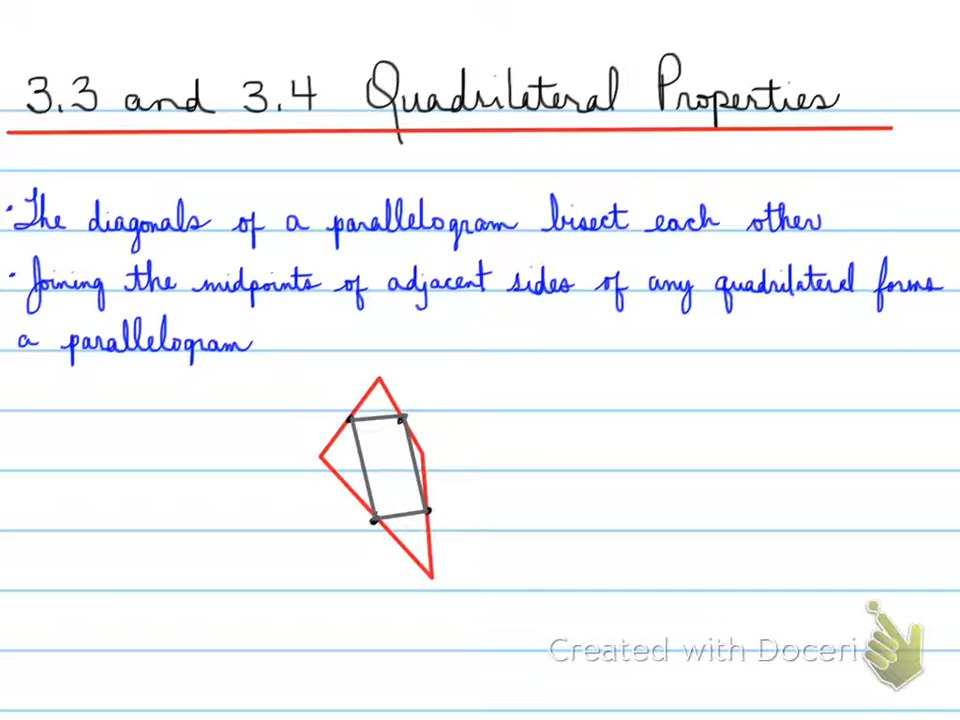 3.3 and 3.4 Quadrilateral Properties
· The diagonals of a parallelogram bisect each other
· Joining the midpoints of adjacent sides of any quadrilateral forms
a parallelogram
Created with Doceri